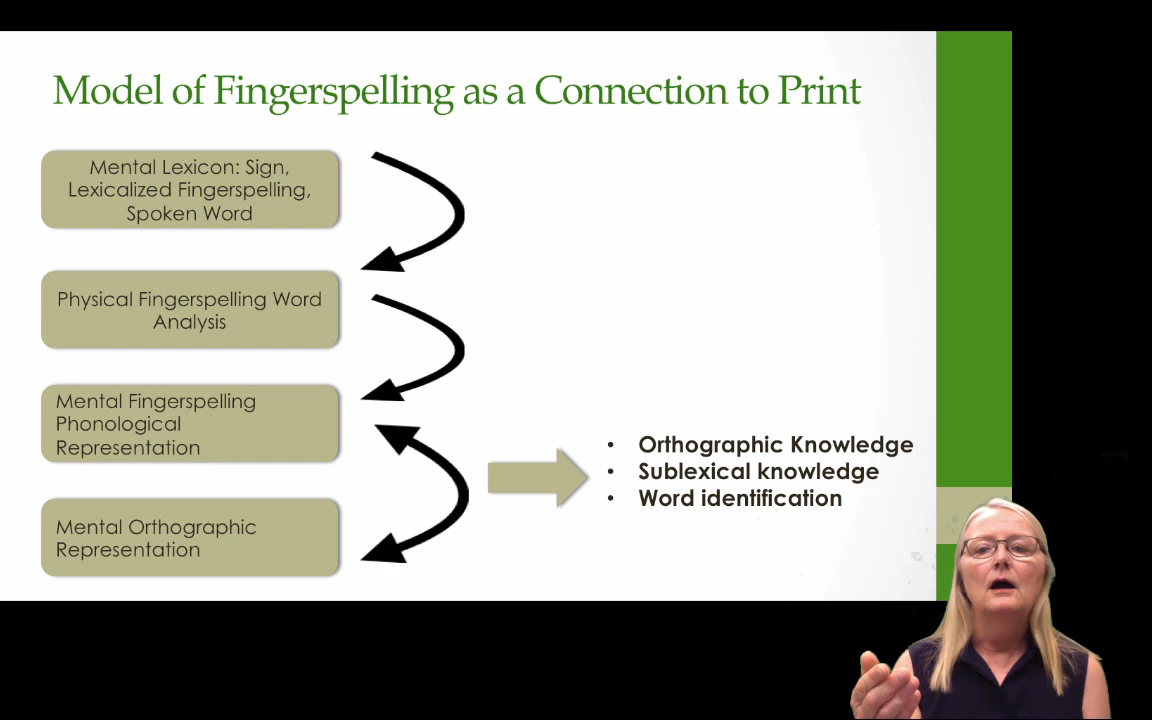 Model of Fingerspelling as a Connection to Print
Mental Lexicon: Sign,
Lexicalized Fingerspelling,
Spoken Word
Physical Fingerspelling Word
Analysis
Mental Fingerspelling
Phonological
Representation
Mental Orthographic
Representation
• Orthographic Knowledge
• Sublexical knowledge
• Word identification